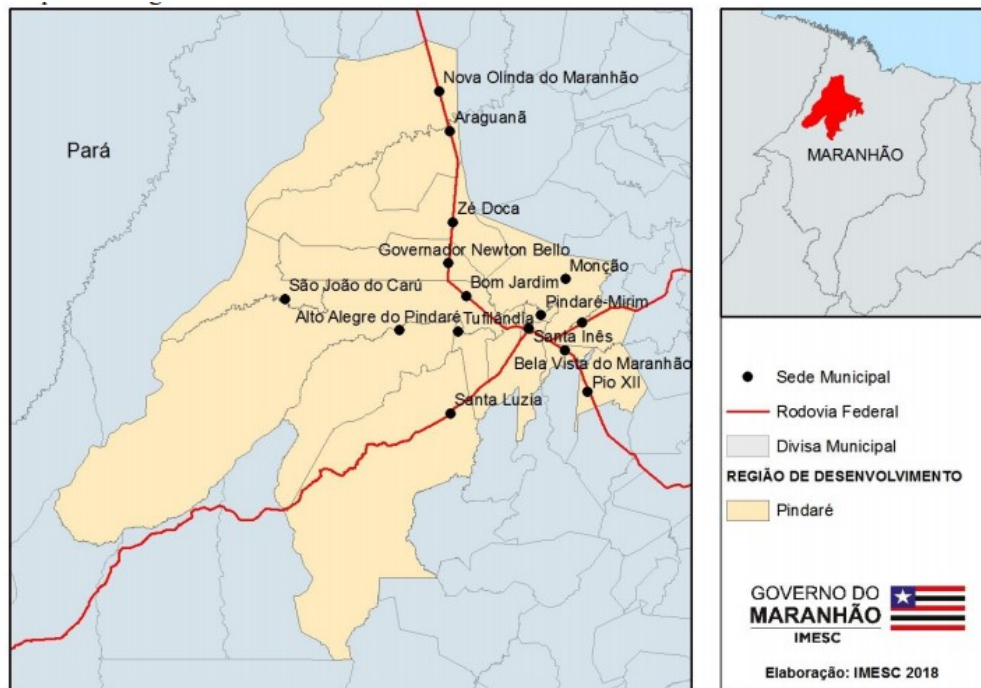 Pará
Nova Olinda do Maranhão
Araguanã
Zé Doca
Governador Newton Bello
Monção
São João do Carú
Bom Jardim
Pindaré-Mirim
Alto Alegre do Pindaré
Tufilândia
Santa Inês
Bela Vista do Maranhão
Pio XII
Santa Luzia
MARANHÃO
Sede Municipal
Rodovia Federal
Divisa Municipal
REGIÃO DE DESENVOLVIMENTO
Pindaré
GOVERNO DO
MARANHÃO
IMESC
Elaboração: IMESC 2018